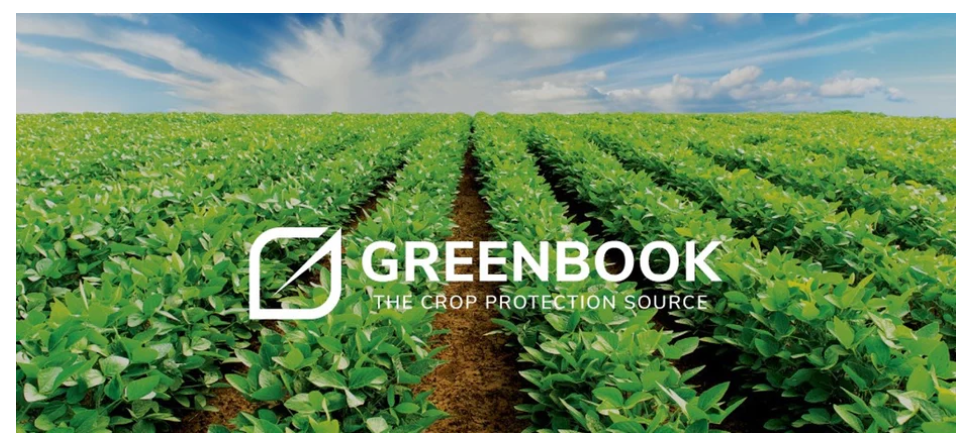 GREENBOOK
THE CROP PROTECTION SOURCE